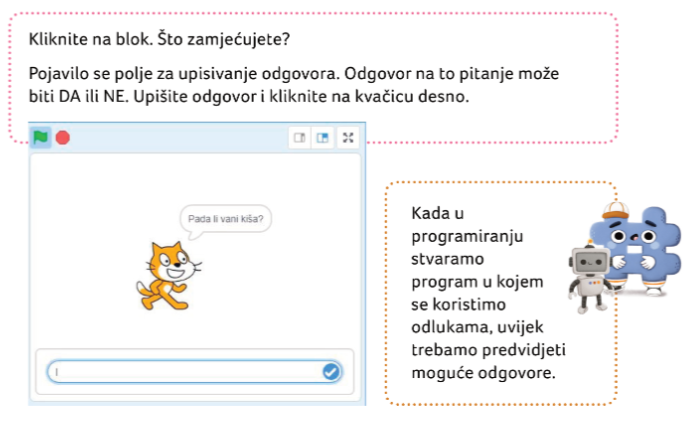 Kliknite na blok. Što zamjećujete?
Pojavilo se polje za upisivanje odgovora. Odgovor na to pitanje može
biti DA ili NE. Upišite odgovor i kliknite na kvačicu desno.
Pada li vani kiša?
Kada u
programiranju
stvaramo
program u kojem
se koristimo
odlukama, uvijek
trebamo predvidjeti
moguće odgovore.